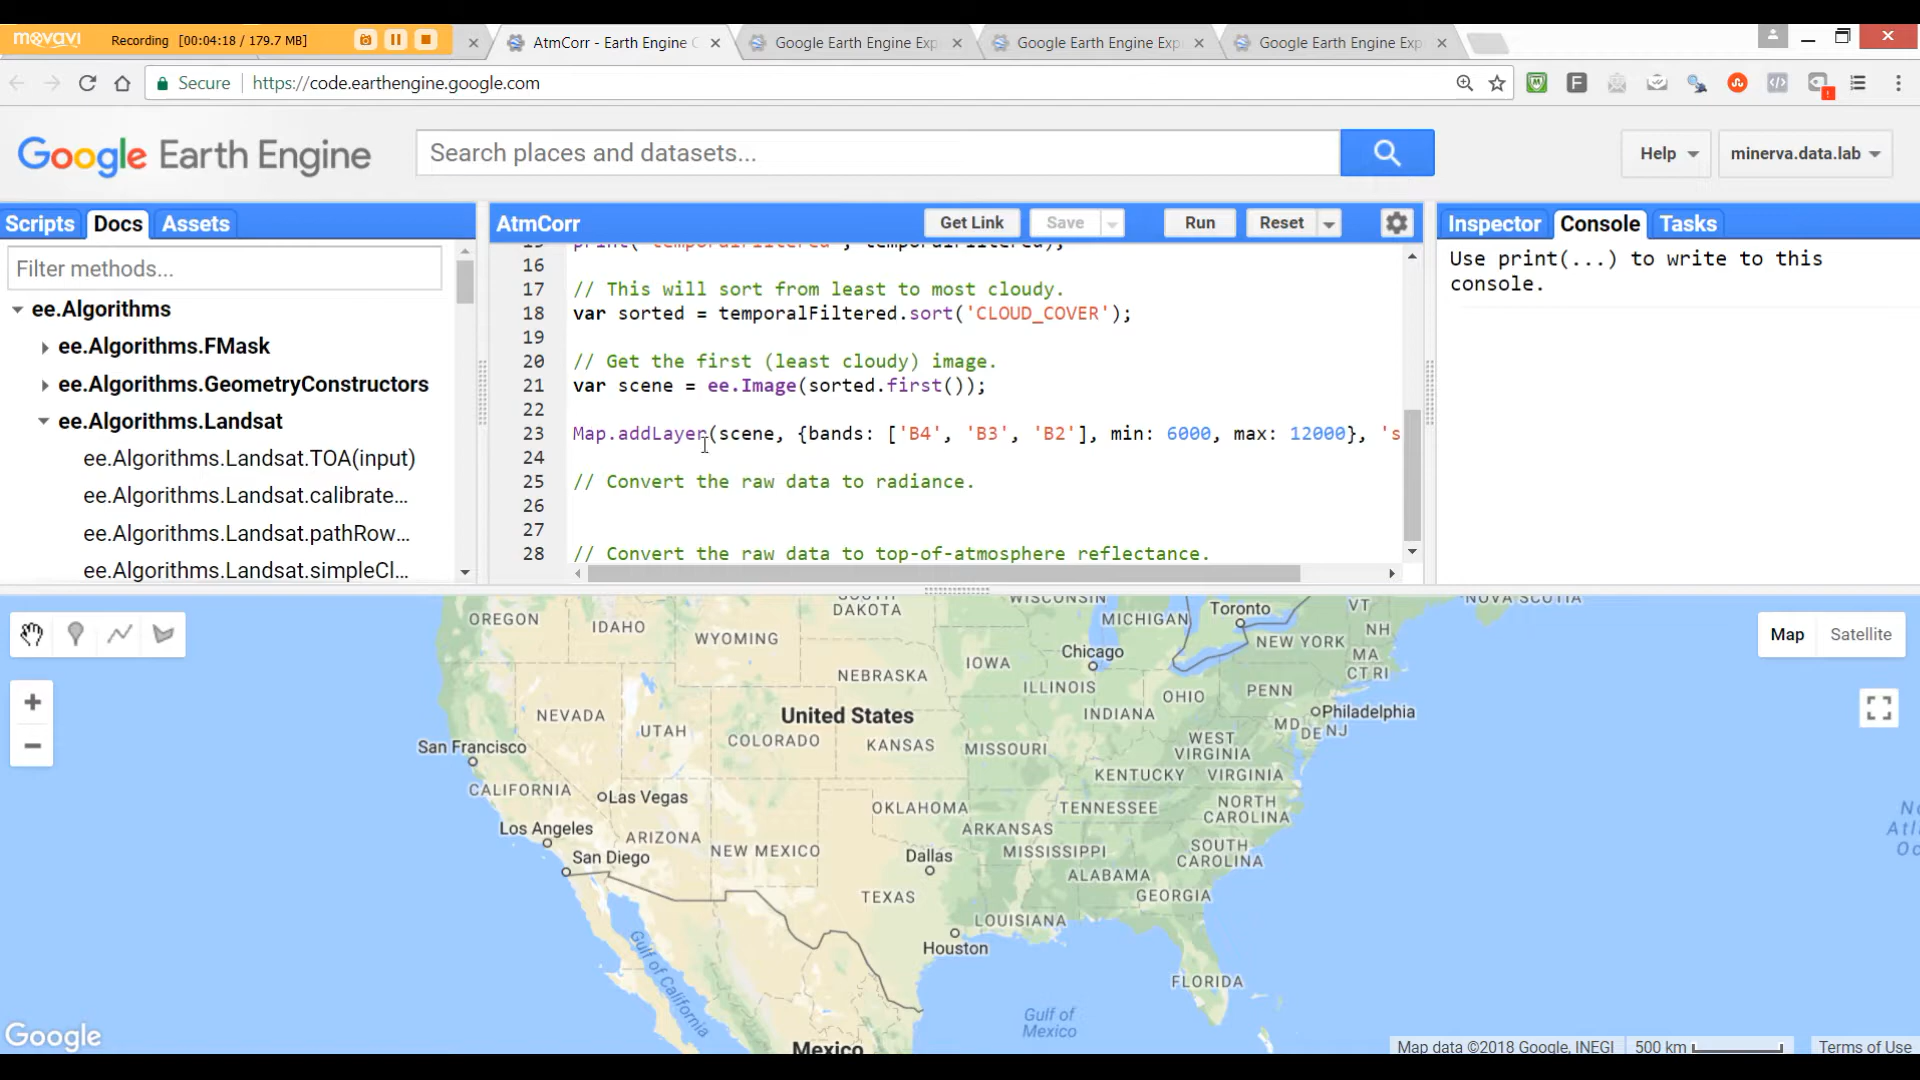 movavi Recording [00:04:18 / 179.7 MB]
AtmCorr - Earth Engine C
Google Earth Engine Exp
Google Earth Engine Exp
Google Earth Engine Exp
Secure https://code.earthengine.google.com
Google Earth Engine
Search places and datasets...
Help
minerva.data.lab
Scripts Docs Assets
Filter methods...
ee.Algorithms
ee.Algorithms.FMask
ee.Algorithms.GeometryConstructors
ee.Algorithms.Landsat
ee.Algorithms.Landsat.TOA(input)
ee.Algorithms.Landsat.calibrate...
ee.Algorithms.Landsat.pathRow...
ee.Algorithms.Landsat.simpleCl...
AtmCorr
Get Link Save Run Reset
15 print('temporalFiltered', temporalFiltered);
16
17 // This will sort from least to most cloudy.
18 var sorted = temporalFiltered.sort('CLOUD_COVER');
19
20 // Get the first (least cloudy) image.
21 var scene = ee.Image(sorted.first());
22
23 Map.addLayer(scene, {bands: ['B4', 'B3', 'B2'], min: 6000, max: 12000}, 's
24
25 // Convert the raw data to radiance.
26
27
28 // Convert the raw data to top-of-atmosphere reflectance.
Inspector Console Tasks
Use print(...) to write to this
console.
Map Satellite
OREGON
IDAHO
WYOMING
SOUTH
DAKOTA
WISCONSIN
MICHIGAN
Toronto
VT
NH
NOVA SCOTIA
NEW YORK
MA
CT RI
Chicago
IOWA
NEBRASKA
ILLINOIS
INDIANA
OHIO
PENN
Philadelphia
MD
DE NJ
NEVADA
UTAH
United States
COLORADO
KANSAS
MISSOURI
WEST
VIRGINIA
KENTUCKY
VIRGINIA
San Francisco
CALIFORNIA
Las Vegas
Los Angeles
San Diego
ARIZONA
NEW MEXICO
OKLAHOMA
ARKANSAS
TENNESSEE
NORTH
CAROLINA
SOUTH
CAROLINA
MISSISSIPPI
ALABAMA
GEORGIA
Dallas
TEXAS
LOUISIANA
Houston
FLORIDA
Gulf of
Mexico
Gulf of California
Mexico
Google
Map data ©2018 Google, INEGI 500 km Terms of Use